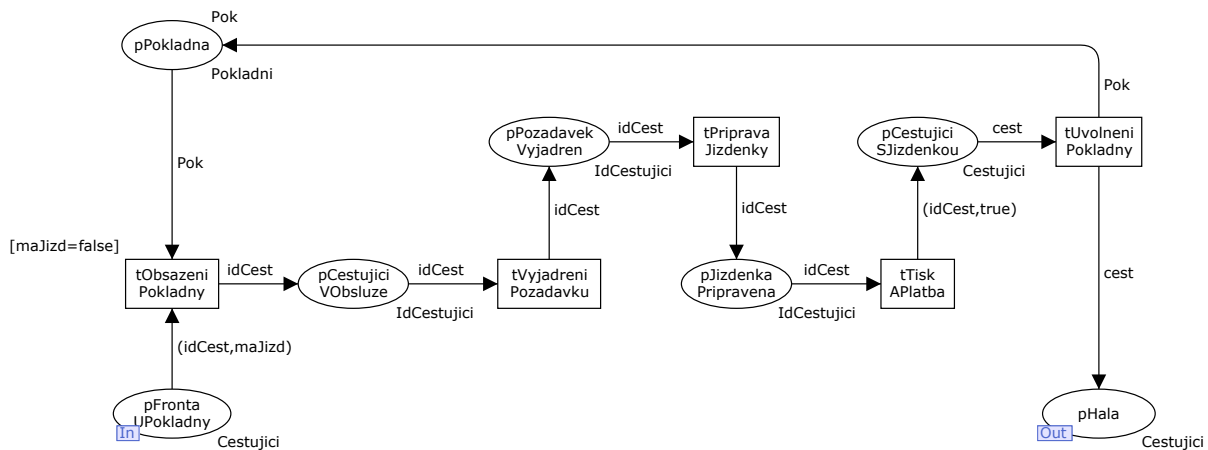 Pok
pPokladna
Pokladni
Pok
Pok
pPozadavek
Vyjadren
idCest
IdCestujici
tPriprava
Jizdenky
pCestujici
SJizdenkou
cest
Cestujici
tUvolneni
Pokladny
idCest
idCest
(idCest,true)
[maJizd=false]
tObsazeni
Pokladny
idCest
pCestujici
VObsluze
idCest
IdCestujici
tVyjadreni
Pozadavku
pJizdenka
Pripravena
idCest
IdCestujici
tTisk
APlatba
cest
(idCest,maJizd)
pFronta
UPokladny
In
Cestujici
pHala
Out
Cestujici